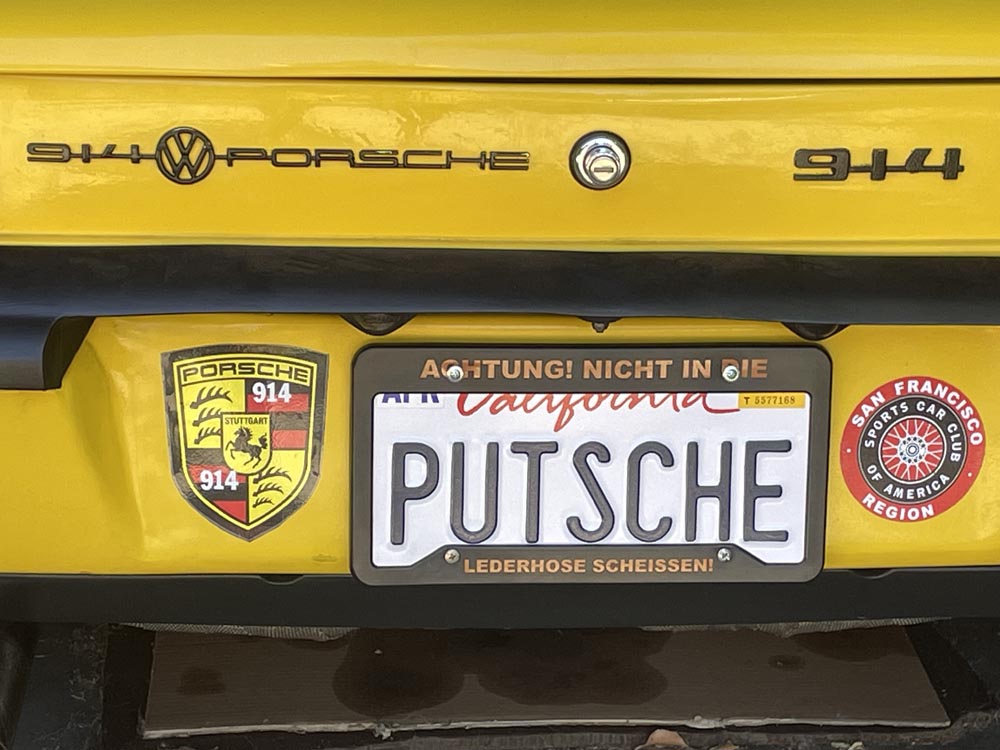 914 VW PORSCHE
914
PORSCHE
914
STUTTGART
914
ACHTUNG! NICHT IN DIE
APR California T 5577168
PUTSCHE
LEDERHOSE SCHEISSEN!
SAN FRANCISCO
SPORTS CAR CLUB
OF AMERICA
REGION